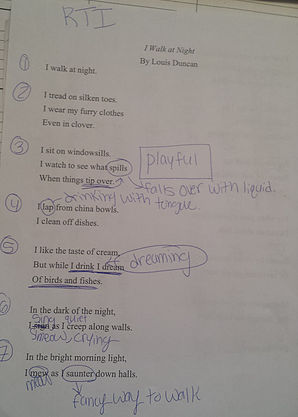 RTI
I Walk at Night
By Louis Duncan
1
I walk at night.
2
I tread on silken toes.
I wear my furry clothes
Even in clover.
3
I sit on windowsills.
I watch to see what spills
playful
When things tip over.
falls over with liquid.
drinking with tongue.
4
I lap from china bowls.
I clean off dishes.
5
I like the taste of cream,
But while I drink I dream
dreaming
Of birds and fishes.
6
In the dark of the night,
Sing quiet
I as I creep along walls.
meow, crying
7
In the bright morning light,
I mew as I saunter down halls.
meow
fancy way to walk